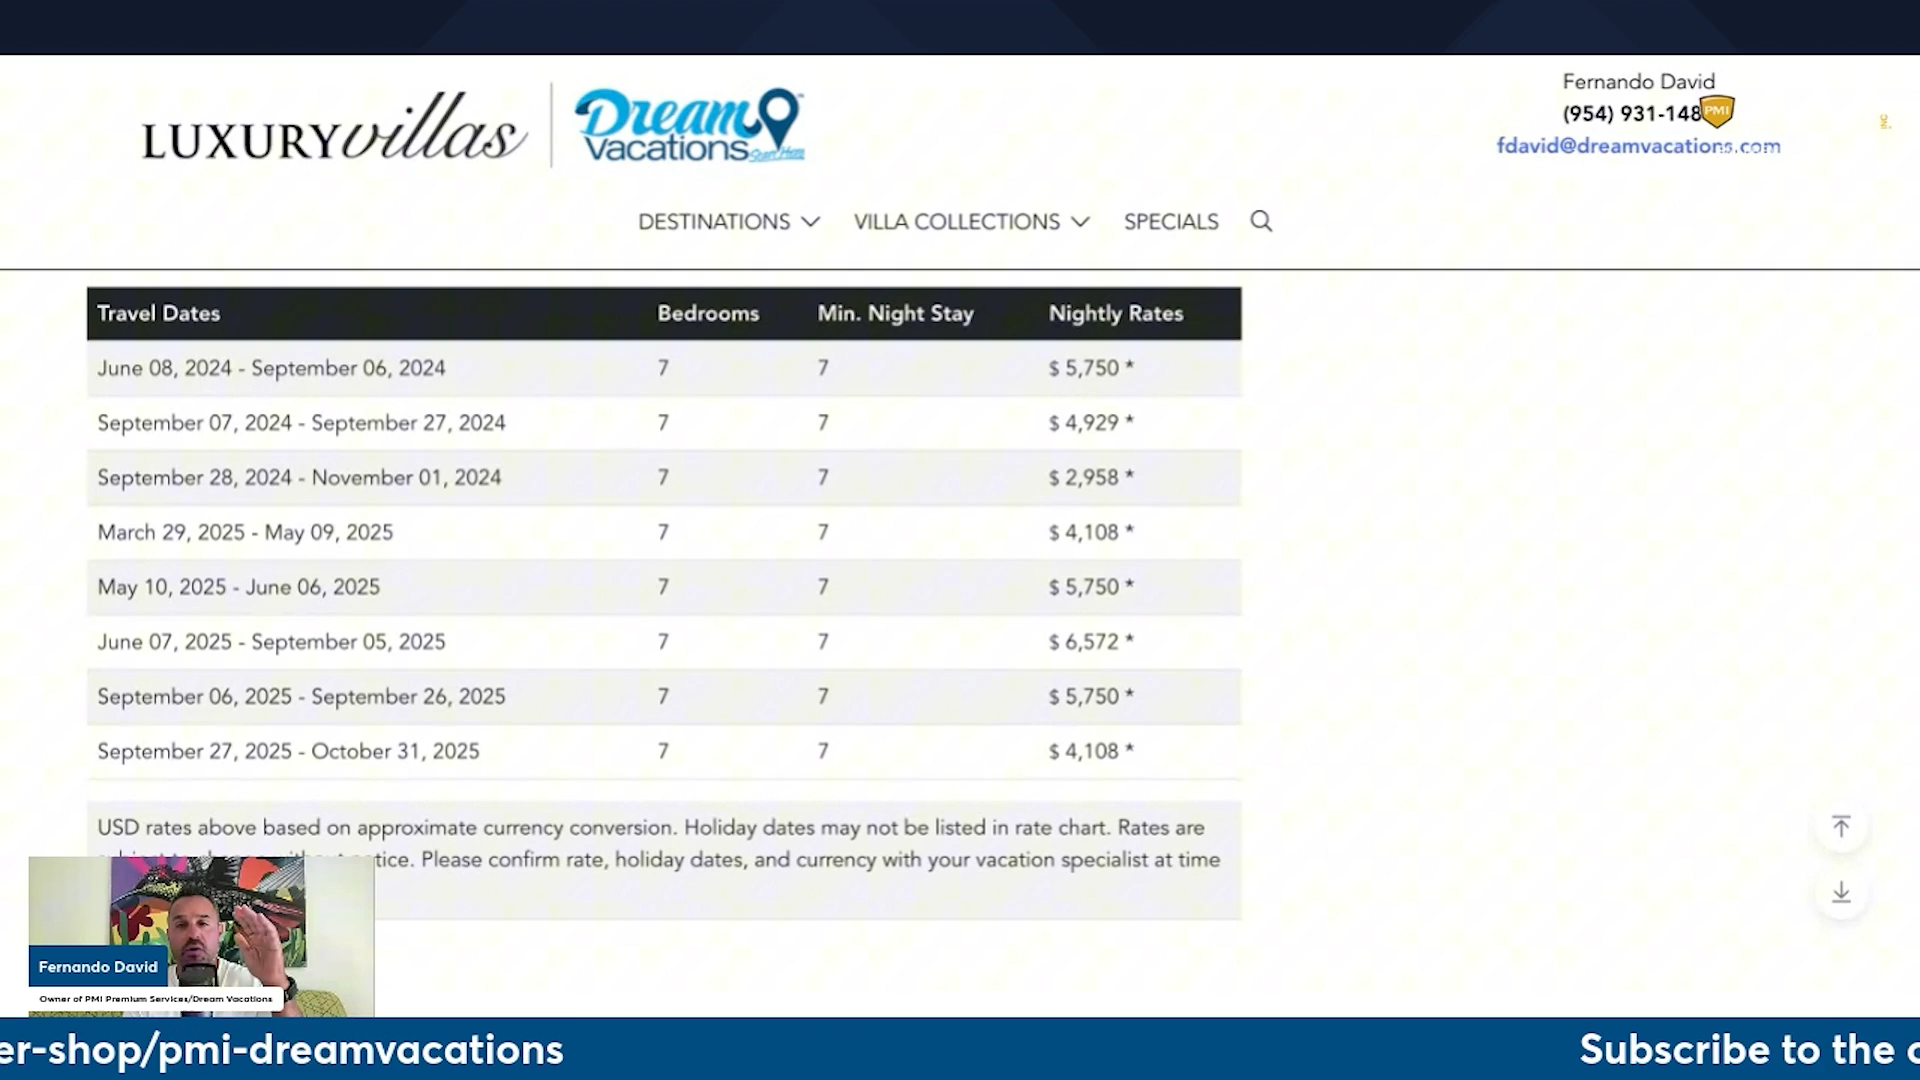 LUXURYvillas
Dream Vacations
Start Here
Fernando David
(954) 931-148
PMI
fdavid@dreamvacations.com
INC
DESTINATIONS VILLA COLLECTIONS SPECIALS
Travel Dates Bedrooms Min. Night Stay Nightly Rates
June 08, 2024 - September 06, 2024 7 7 $ 5,750 *
September 07, 2024 - September 27, 2024 7 7 $ 4,929 *
September 28, 2024 - November 01, 2024 7 7 $ 2,958 *
March 29, 2025 - May 09, 2025 7 7 $ 4,108 *
May 10, 2025 - June 06, 2025 7 7 $ 5,750 *
June 07, 2025 - September 05, 2025 7 7 $ 6,572 *
September 06, 2025 - September 26, 2025 7 7 $ 5,750 *
September 27, 2025 - October 31, 2025 7 7 $ 4,108 *
USD rates above based on approximate currency conversion. Holiday dates may not be listed in rate chart. Rates are
tice. Please confirm rate, holiday dates, and currency with your vacation specialist at time
Fernando David
Owner of PMI Premium Services/Dream Vacations
er-shop/pmi-dreamvacations Subscribe to the c